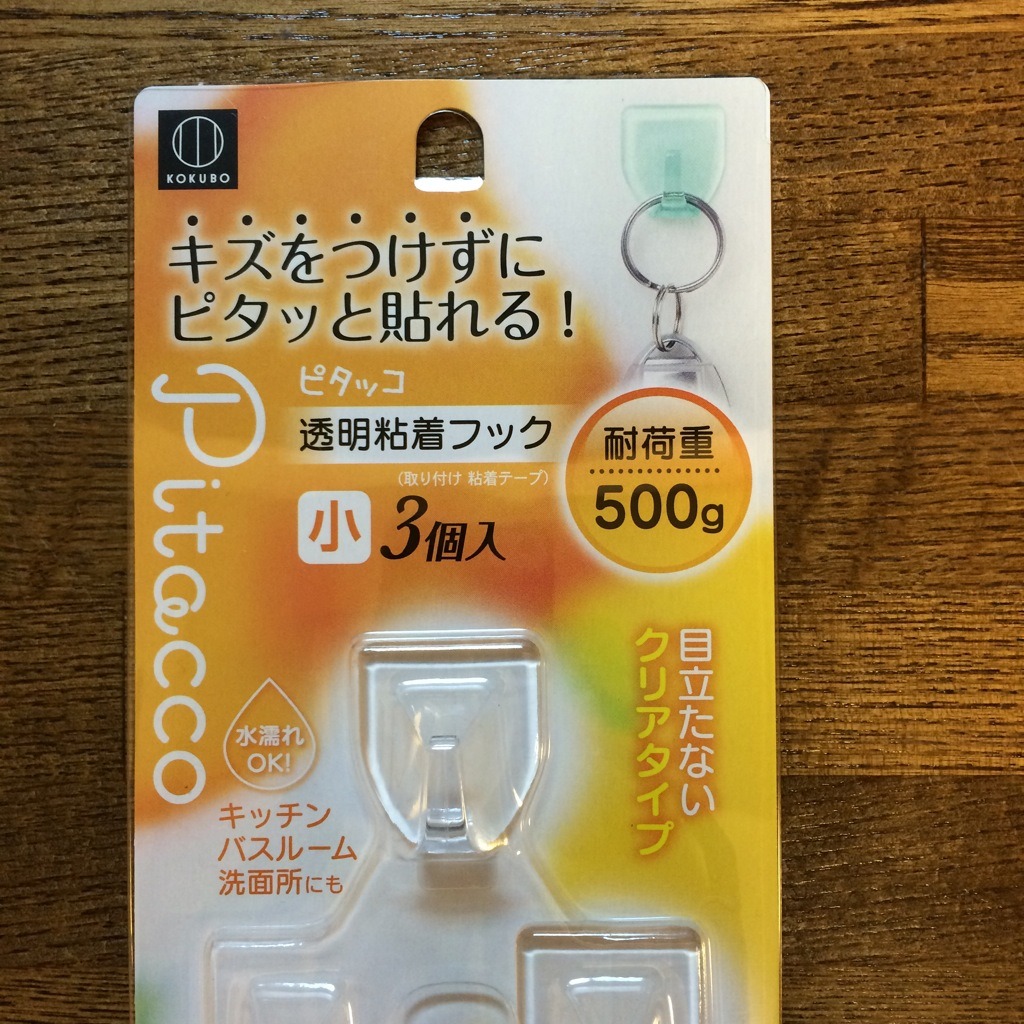 KOKUBO
キズをつけずに
ピタッと貼れる！
Pitacco
ピタッコ
透明粘着フック
（取り付け 粘着テープ）
小 3個入
耐荷重
500g
目立たない
クリアタイプ
水濡れ
OK!
キッチン
バスルーム
洗面所にも